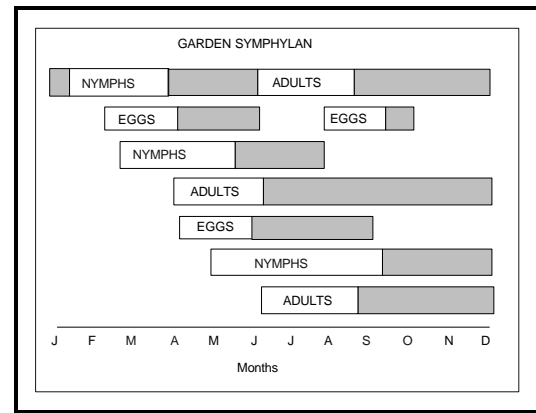 GARDEN SYMPHYLAN
NYMPHS ADULTS
EGGS EGGS
NYMPHS
ADULTS
EGGS
NYMPHS
ADULTS
J F M A M J J A S O N D
Months